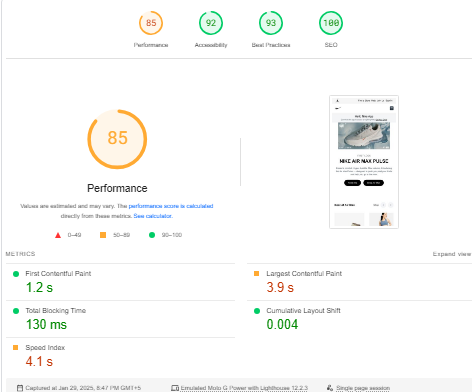 85
92
93
100
Performance
Accessibility
Best Practices
SEO
85
Performance
Values are estimated and may vary. The performance score is calculated
directly from these metrics. See calculator.
0–49
50–89
90–100
NIKE AIR MAX PULSE
METRICS
Expand view
First Contentful Paint
1.2 s
Largest Contentful Paint
3.9 s
Total Blocking Time
130 ms
Cumulative Layout Shift
0.004
Speed Index
4.1 s
Captured at Jan 29, 2025, 6:47 PM GMT+5
Emulated Moto G Power with Lighthouse 12.2.3
Single page session